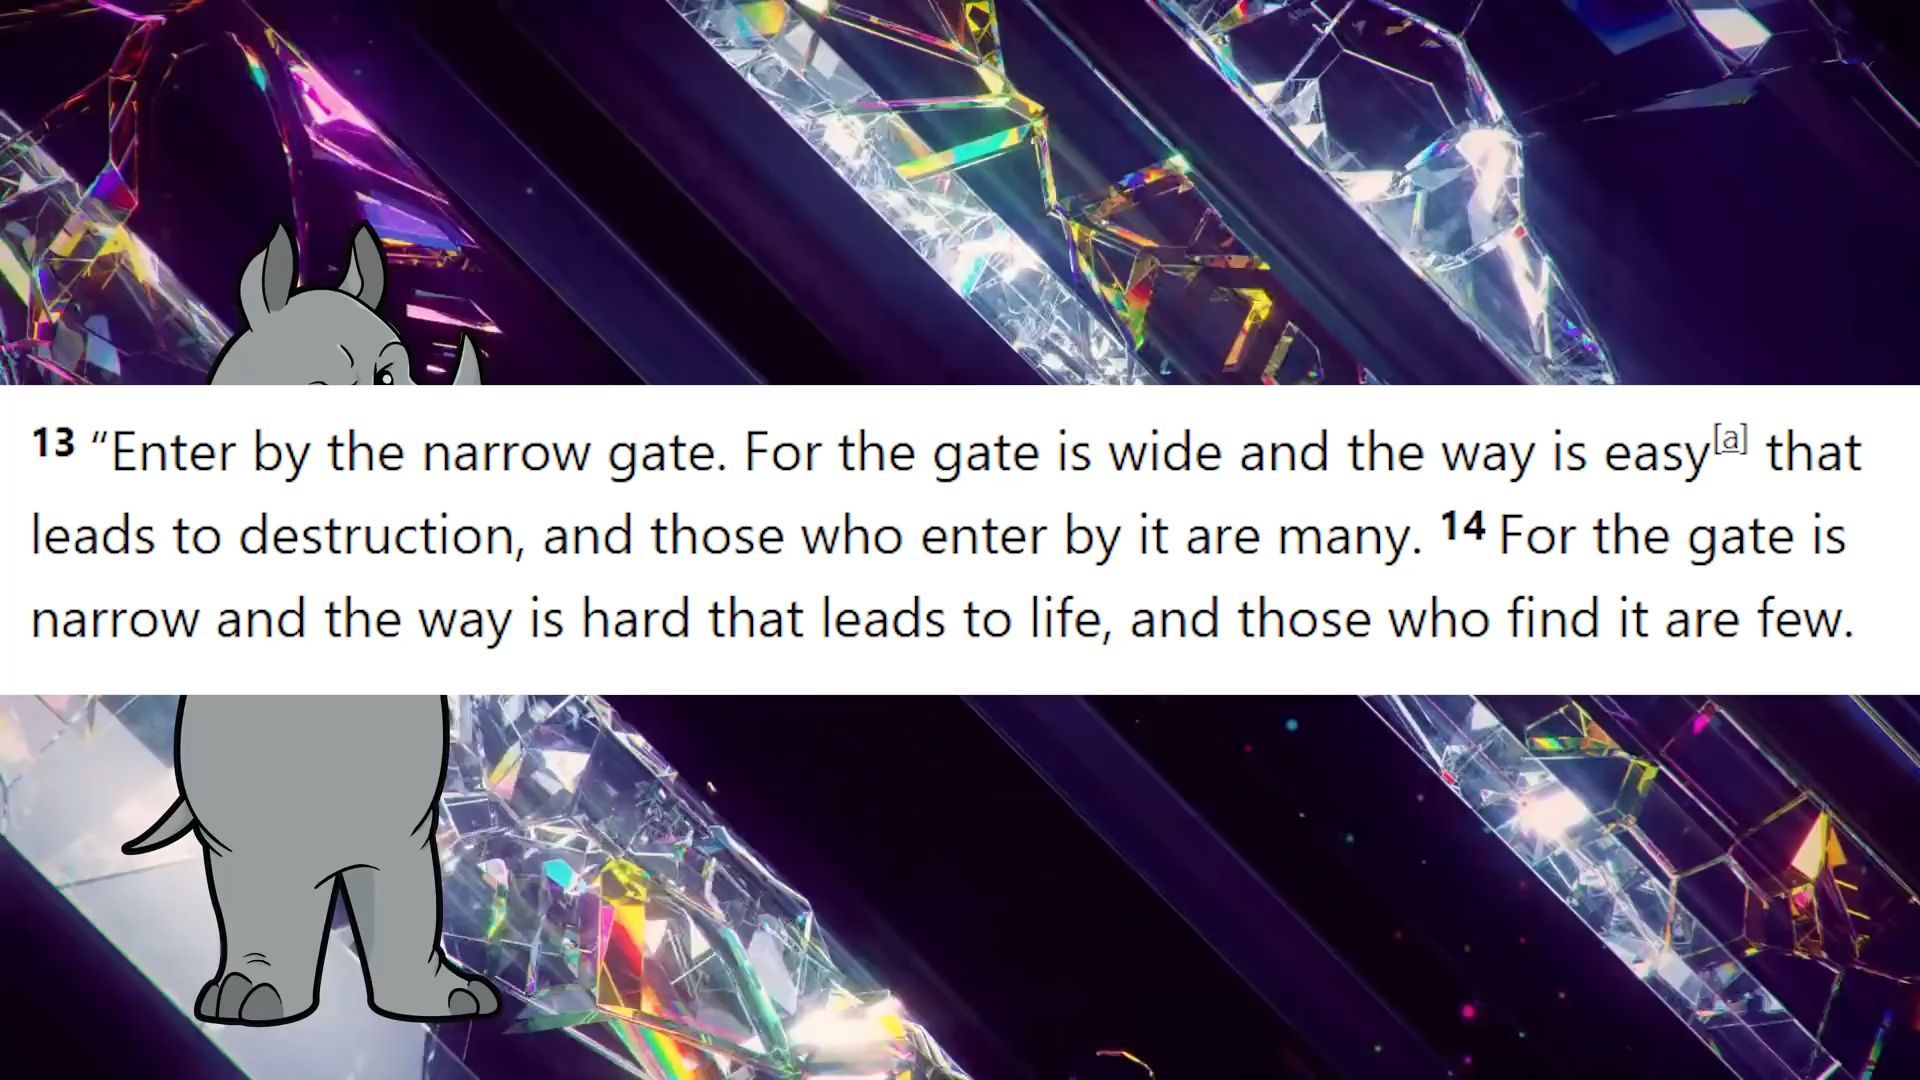 13 “Enter by the narrow gate. For the gate is wide and the way is easy[a] that
leads to destruction, and those who enter by it are many. 14 For the gate is
narrow and the way is hard that leads to life, and those who find it are few.